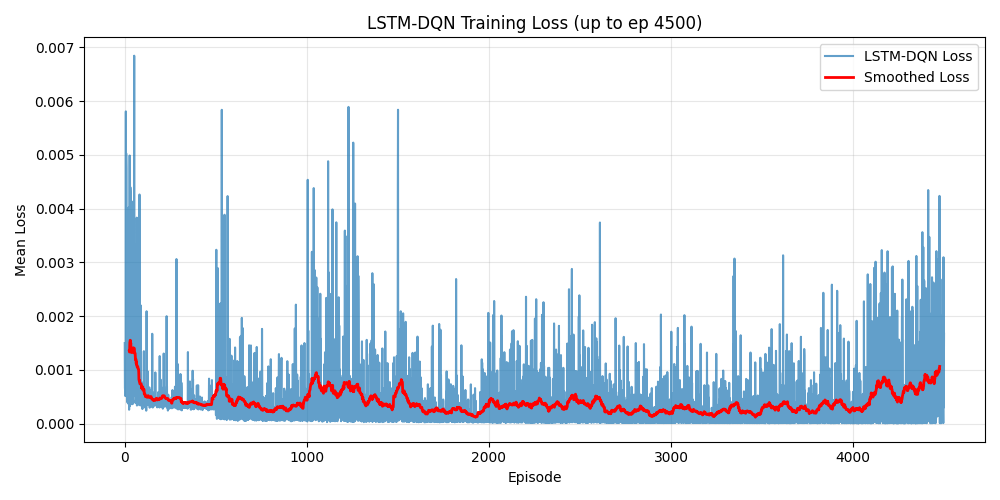 LSTM-DQN Training Loss (up to ep 4500)
LSTM-DQN Loss
Smoothed Loss
Mean Loss
0.007
0.006
0.005
0.004
0.003
0.002
0.001
0.000
0 1000 2000 3000 4000
Episode